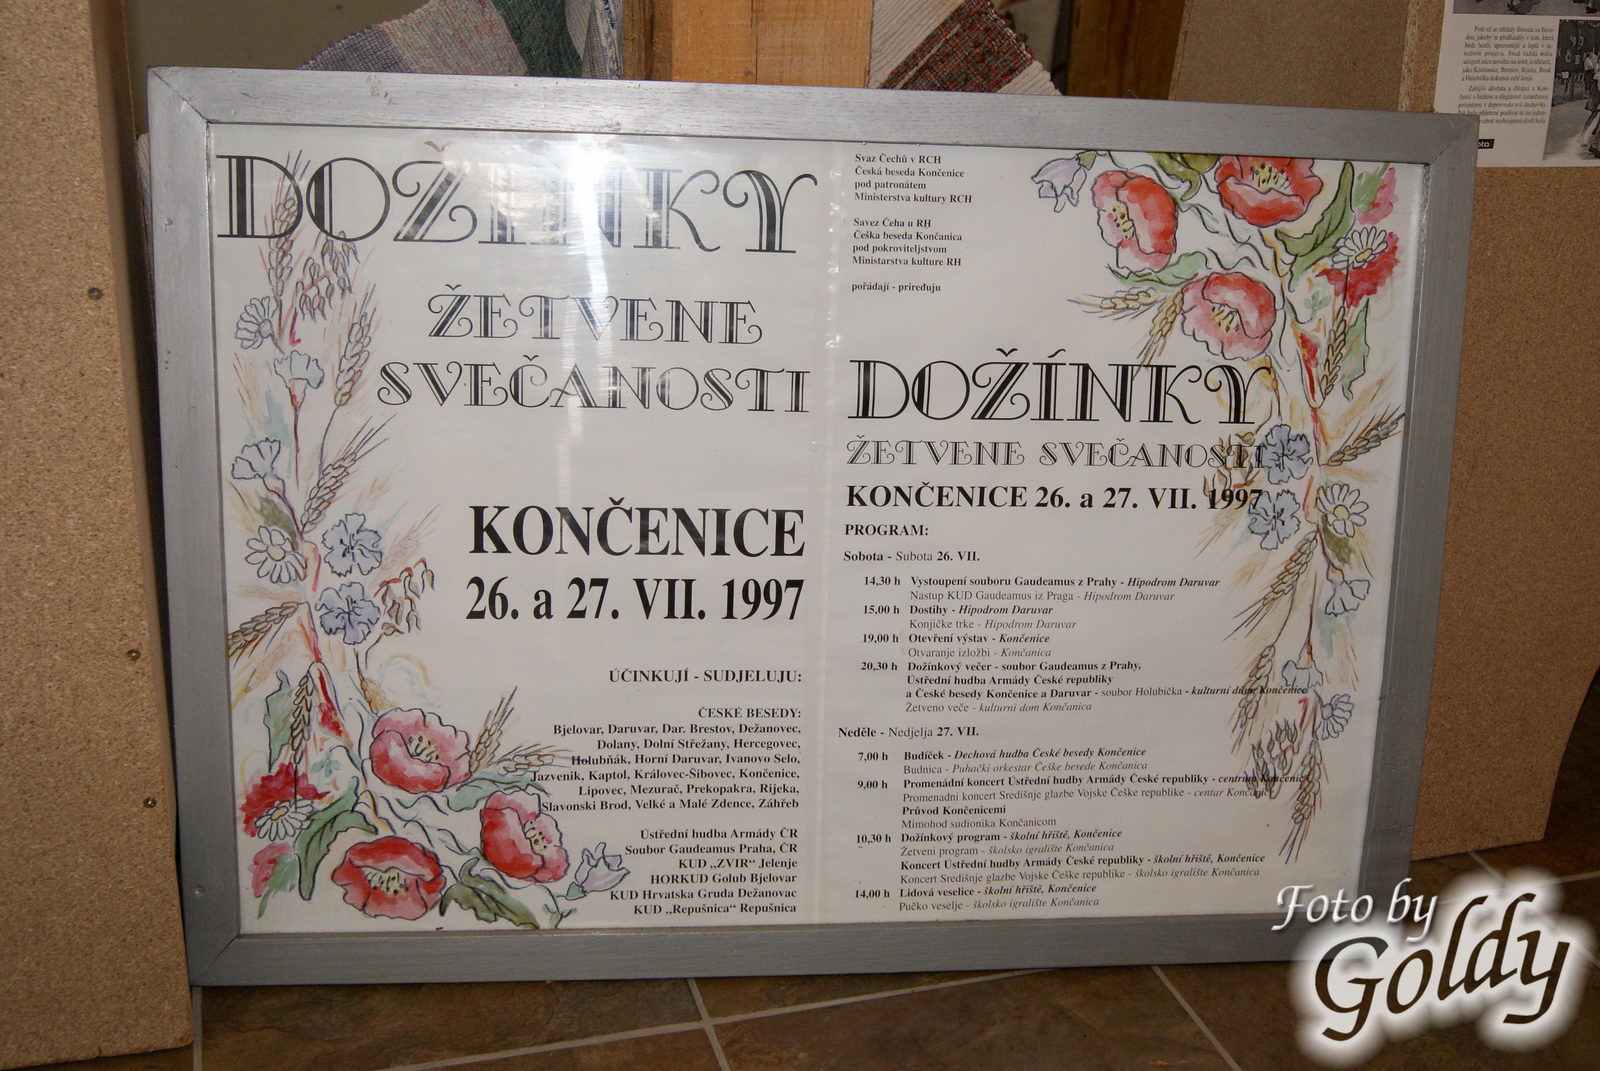 DOŽÍNKY
ŽETVENE
SVEČANOSTI
KONČENICE
26. a 27. VII. 1997
ÚČINKUJÍ - SUDJELUJU:
ČESKÉ BESEDY:
Bjelovar, Daruvar, Dar. Brestov, Dežanovec,
Dolany, Dolní Střežany, Hercegovec,
Holubňák, Horní Daruvar, Ivanovo Selo,
Jazvenik, Kaptol, Královec-Šibovec, Končenice,
Lipovec, Mezurač, Prekopakra, Rijeka,
Slavonski Brod, Velké a Malé Zdence, Záhřeb
Ústřední hudba Armády ČR
Soubor Gaudeamus Praha, ČR
KUD „ZVIR“ Jelenje
HORKUD Golub Bjelovar
KUD Hrvatska Gruda Dežanovac
KUD „Repušnica“ Repušnica
Svaz Čechů v RCH
Česká beseda Končenice
pod patronátem
Ministerstva kultury RCH
Savez Čeha u RH
Češka beseda Končanica
pod pokroviteljstvom
Ministarstva kulture RH
pořádají - priređuju
DOŽÍNKY
ŽETVENE SVEČANOSTI
KONČENICE 26. a 27. VII. 1997
PROGRAM:
Sobota - Subota 26. VII.
14,30 h Vystoupení souboru Gaudeamus z Prahy - Hipodrom Daruvar
Nastup KUD Gaudeamus iz Praga - Hipodrom Daruvar
15,00 h Dostihy - Hipodrom Daruvar
Konjičke trke - Hipodrom Daruvar
19,00 h Otevření výstav - Končenice
Otvaranje izložbi - Končanica
20,30 h Dožínkový večer - soubor Gaudeamus z Prahy,
Ústřední hudba Armády České republiky
a České besedy Končenice a Daruvar - soubor Holubička - kulturní dům Končenice
Žetveno veče - kulturni dom Končanica
Neděle - Nedjelja 27. VII.
7,00 h Budíček - Dechová hudba České besedy Končenice
Budnica - Puhački orkestar Češke besede Končanica
9,00 h Promenádní koncert Ústřední hudby Armády České republiky - centrum Končenice
Promenadni koncert Središnje glazbe Vojske Češke republike - centar Končanica
Průvod Končenicemi
Mimohod sudionika Končanicom
10,30 h Dožínkový program - školní hřiště, Končenice
Žetveni program - školsko igralište Končanica
Koncert Ústřední hudby Armády České republiky - školní hřiště, Končenice
Koncert Središnje glazbe Vojske Češke republike - školsko igralište Končanica
14,00 h Lidová veselice - školní hřiště, Končenice
Pučko veselje - školsko igralište Končanica
Foto by
Goldy